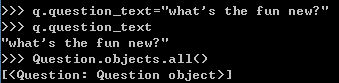 >>> q.question_text="what's the fun new?"
>>> q.question_text
"what's the fun new?"
>>> Question.objects.all()
[<Question: Question object>]